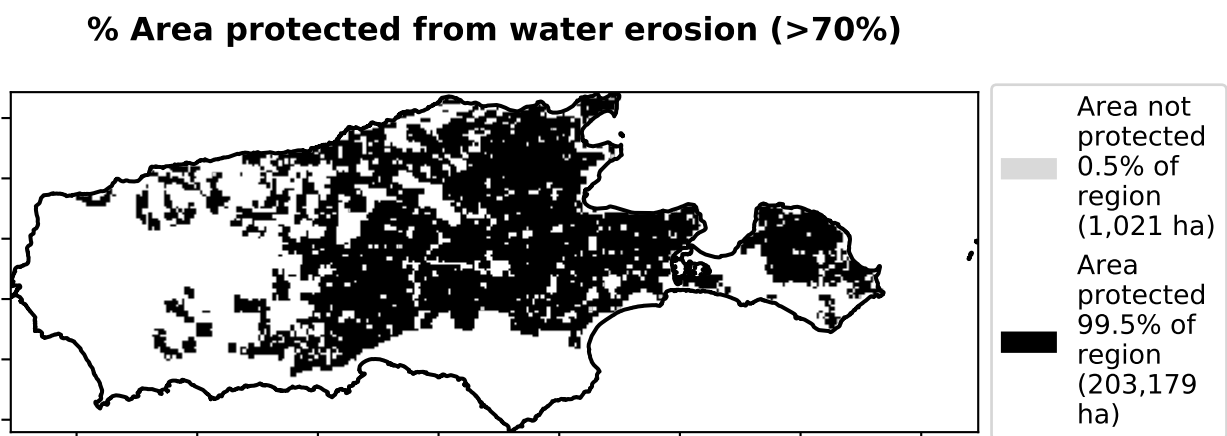 % Area protected from water erosion (>70%)
Area not
protected
0.5% of
region
(1,021 ha)
Area
protected
99.5% of
region
(203,179
ha)